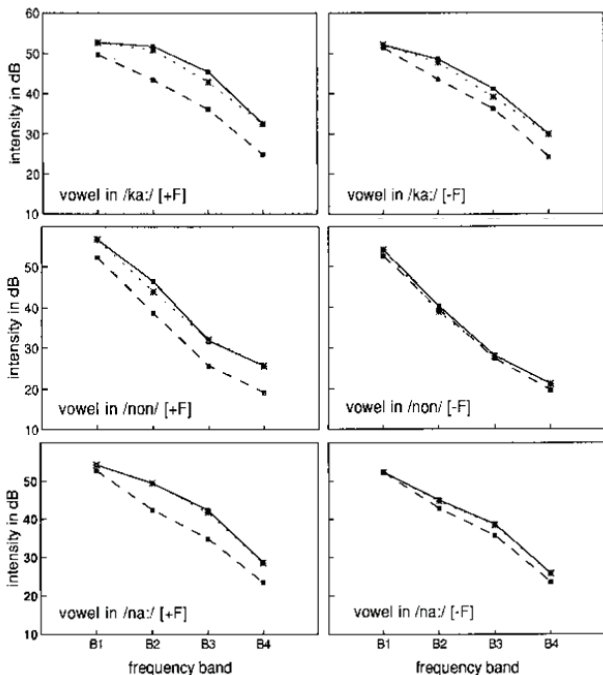 60
50
40
30
20
10
intensity in dB
vowel in /ka:/ [+F]
vowel in /ka:/ [-F]
50
40
30
20
10
intensity in dB
vowel in /non/ [+F]
vowel in /non/ [-F]
50
40
30
20
10
intensity in dB
vowel in /na:/ [+F]
vowel in /na:/ [-F]
B1 B2 B3 B4
B1 B2 B3 B4
frequency band
frequency band